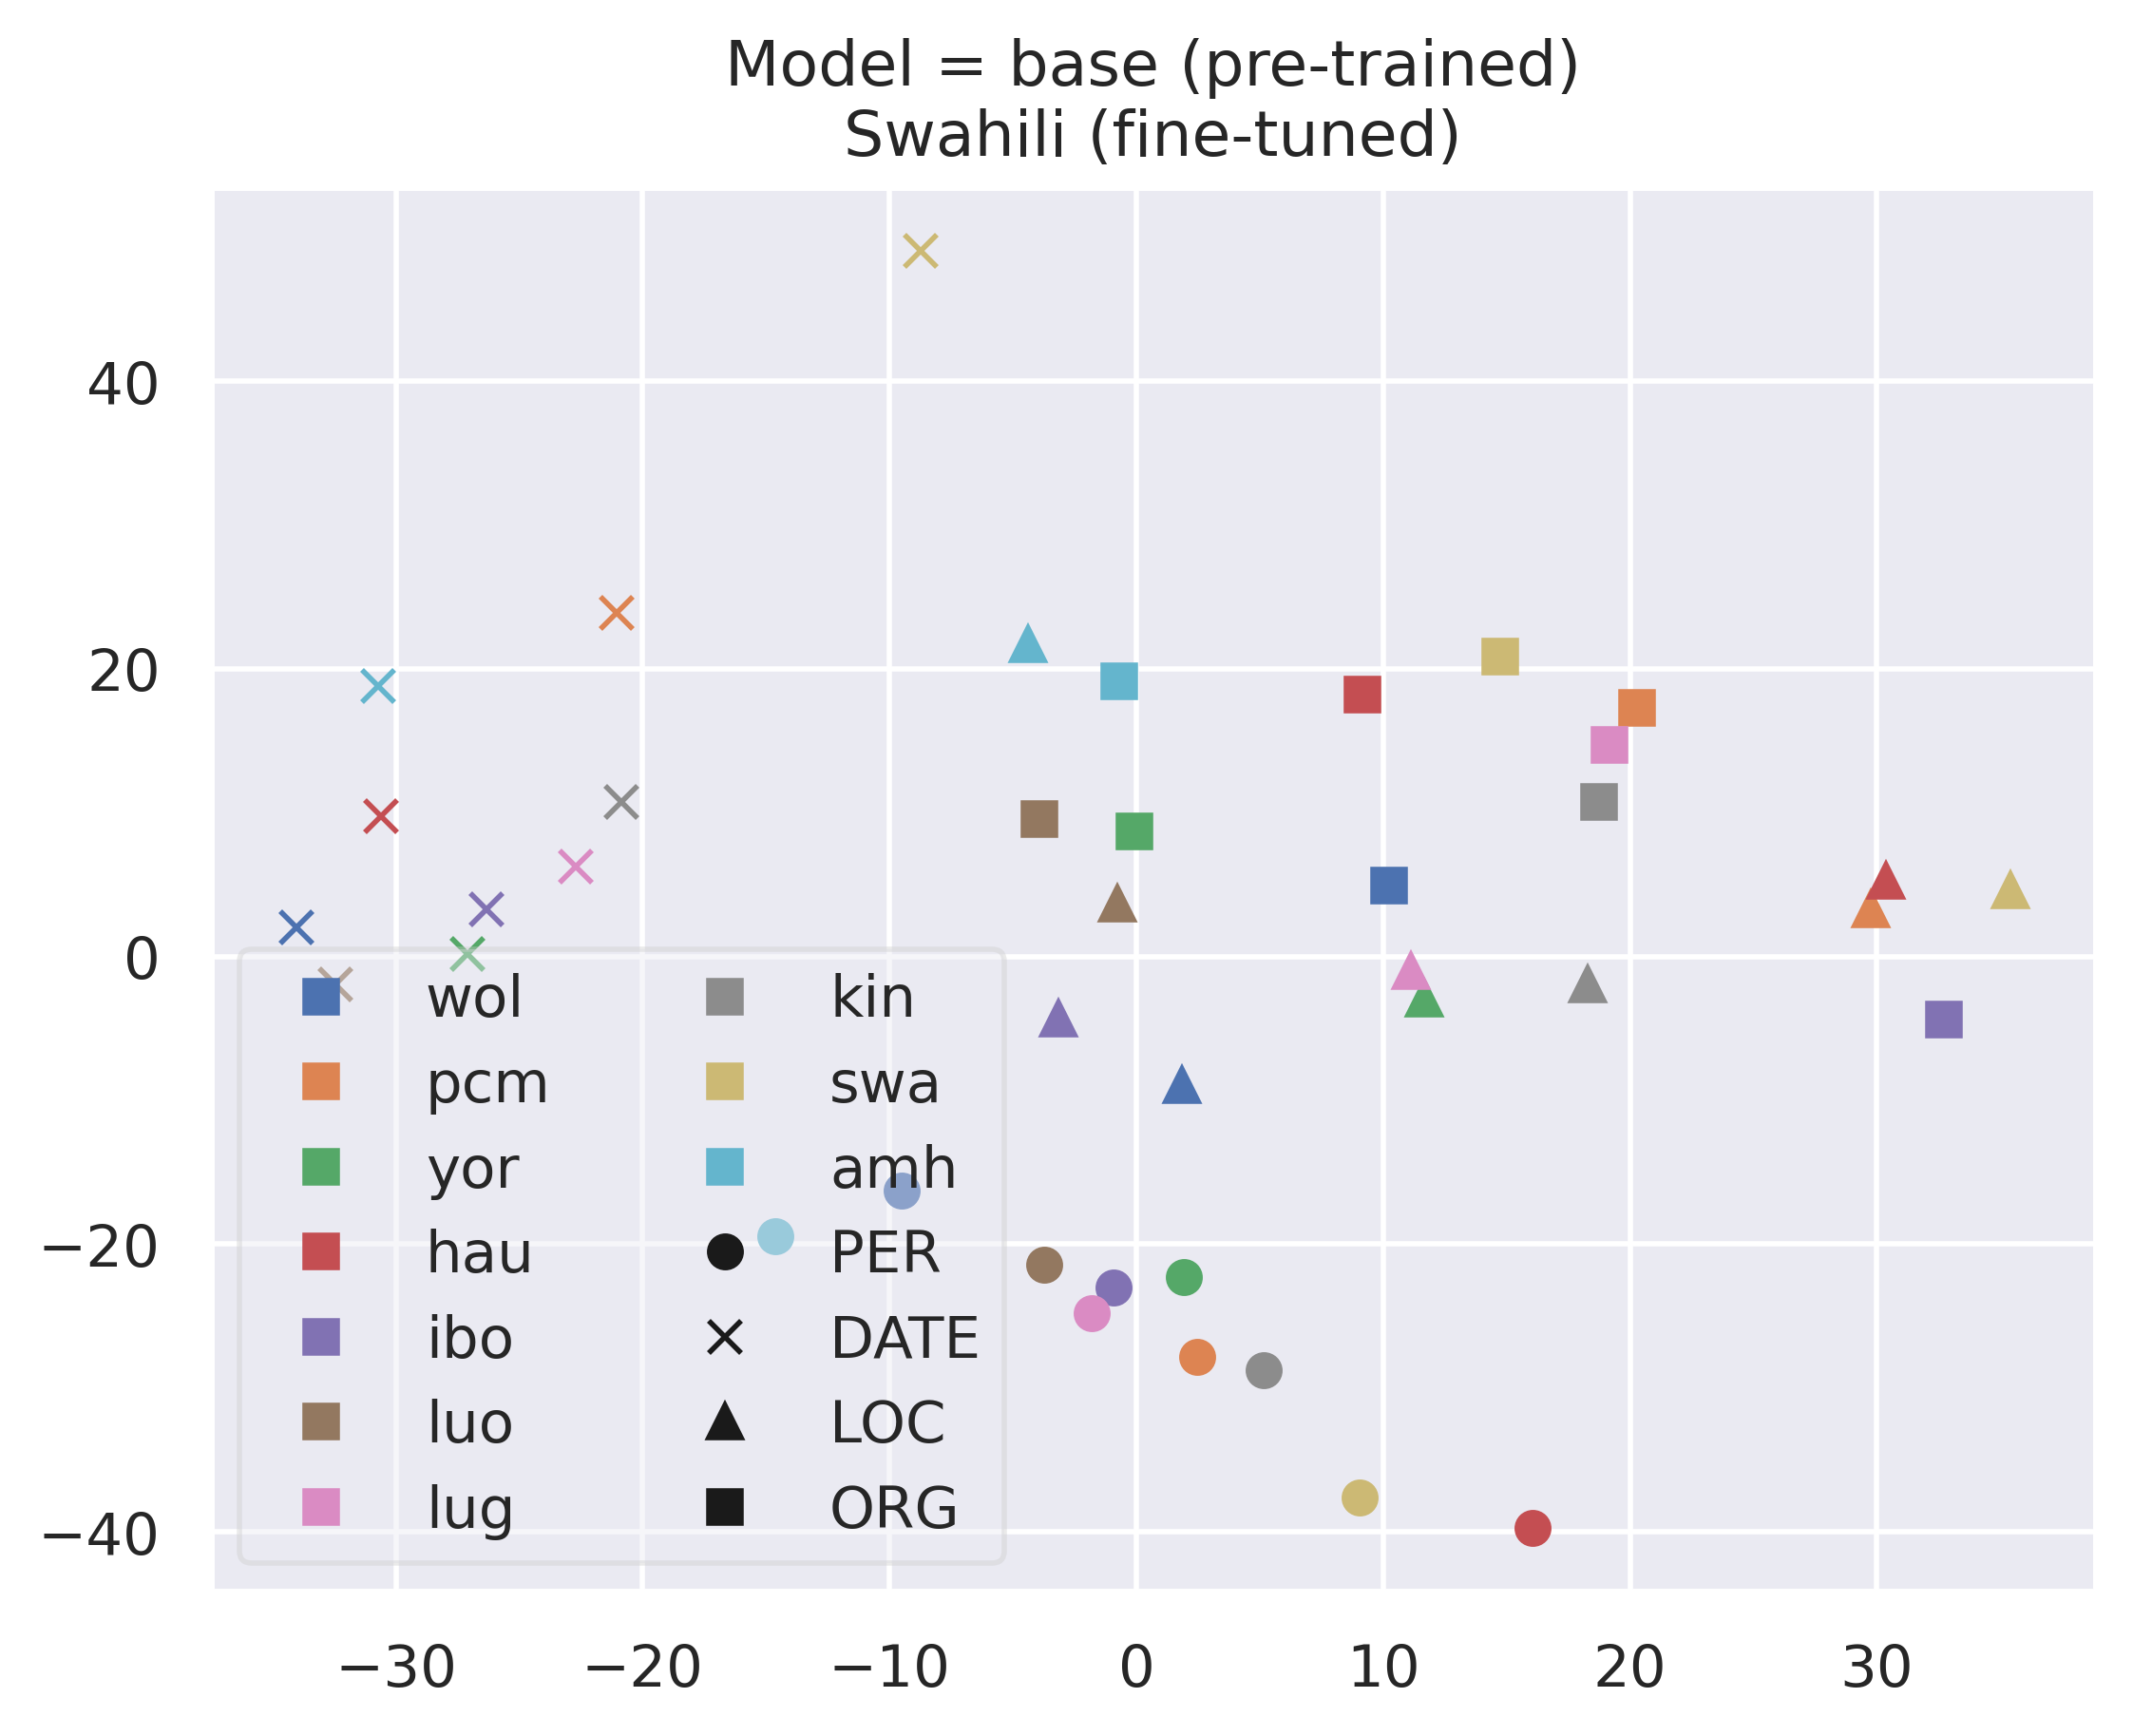 Model = base (pre-trained)
Swahili (fine-tuned)
40
20
0
−20
−40
wol
pcm
yor
hau
ibo
luo
lug
kin
swa
amh
PER
DATE
LOC
ORG
−30
−20
−10
0
10
20
30